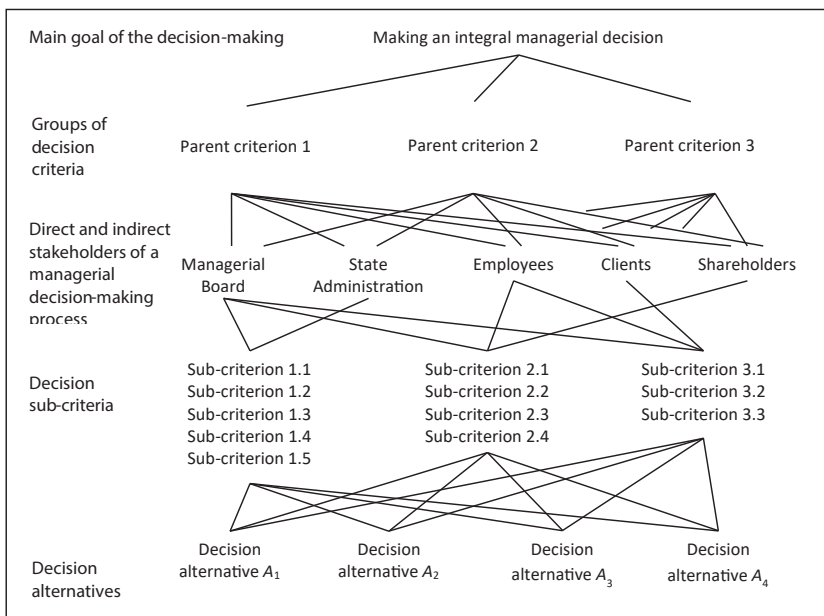 Main goal of the decision-making
Making an integral managerial decision
Groups of
decision
criteria
Parent criterion 1
Parent criterion 2
Parent criterion 3
Direct and indirect
stakeholders of a
managerial
decision-making
process
Managerial
Board
State
Administration
Employees
Clients
Shareholders
Decision
sub-criteria
Sub-criterion 1.1
Sub-criterion 1.2
Sub-criterion 1.3
Sub-criterion 1.4
Sub-criterion 1.5
Sub-criterion 2.1
Sub-criterion 2.2
Sub-criterion 2.3
Sub-criterion 2.4
Sub-criterion 3.1
Sub-criterion 3.2
Sub-criterion 3.3
Decision
alternatives
Decision
alternative A₁
Decision
alternative A₂
Decision
alternative A₃
Decision
alternative A₄